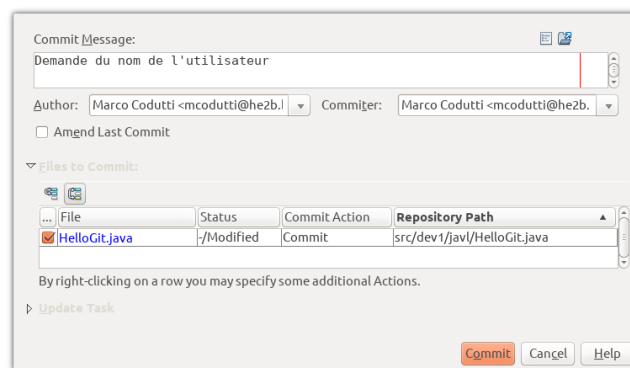 Commit Message:
Demande du nom de l'utilisateur
Author: Marco Codutti <mcodutti@he2b.l Commiter: Marco Codutti <mcodutti@he2b.
Amend Last Commit
Files to Commit:
... File Status Commit Action Repository Path
HelloGit.java -/Modified Commit src/dev1/javl/HelloGit.java
By right-clicking on a row you may specify some additional Actions.
Update Task
Commit Cancel Help